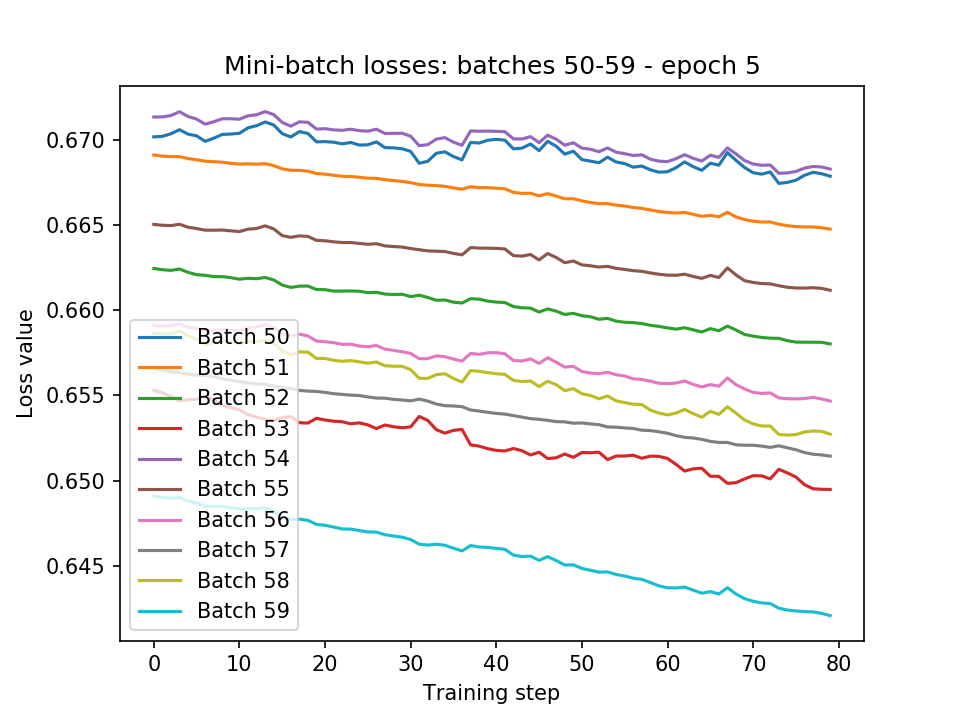 Mini-batch losses: batches 50-59 - epoch 5
0.670
0.665
0.660
0.655
0.650
0.645
Loss value
Batch 50
Batch 51
Batch 52
Batch 53
Batch 54
Batch 55
Batch 56
Batch 57
Batch 58
Batch 59
0 10 20 30 40 50 60 70 80
Training step